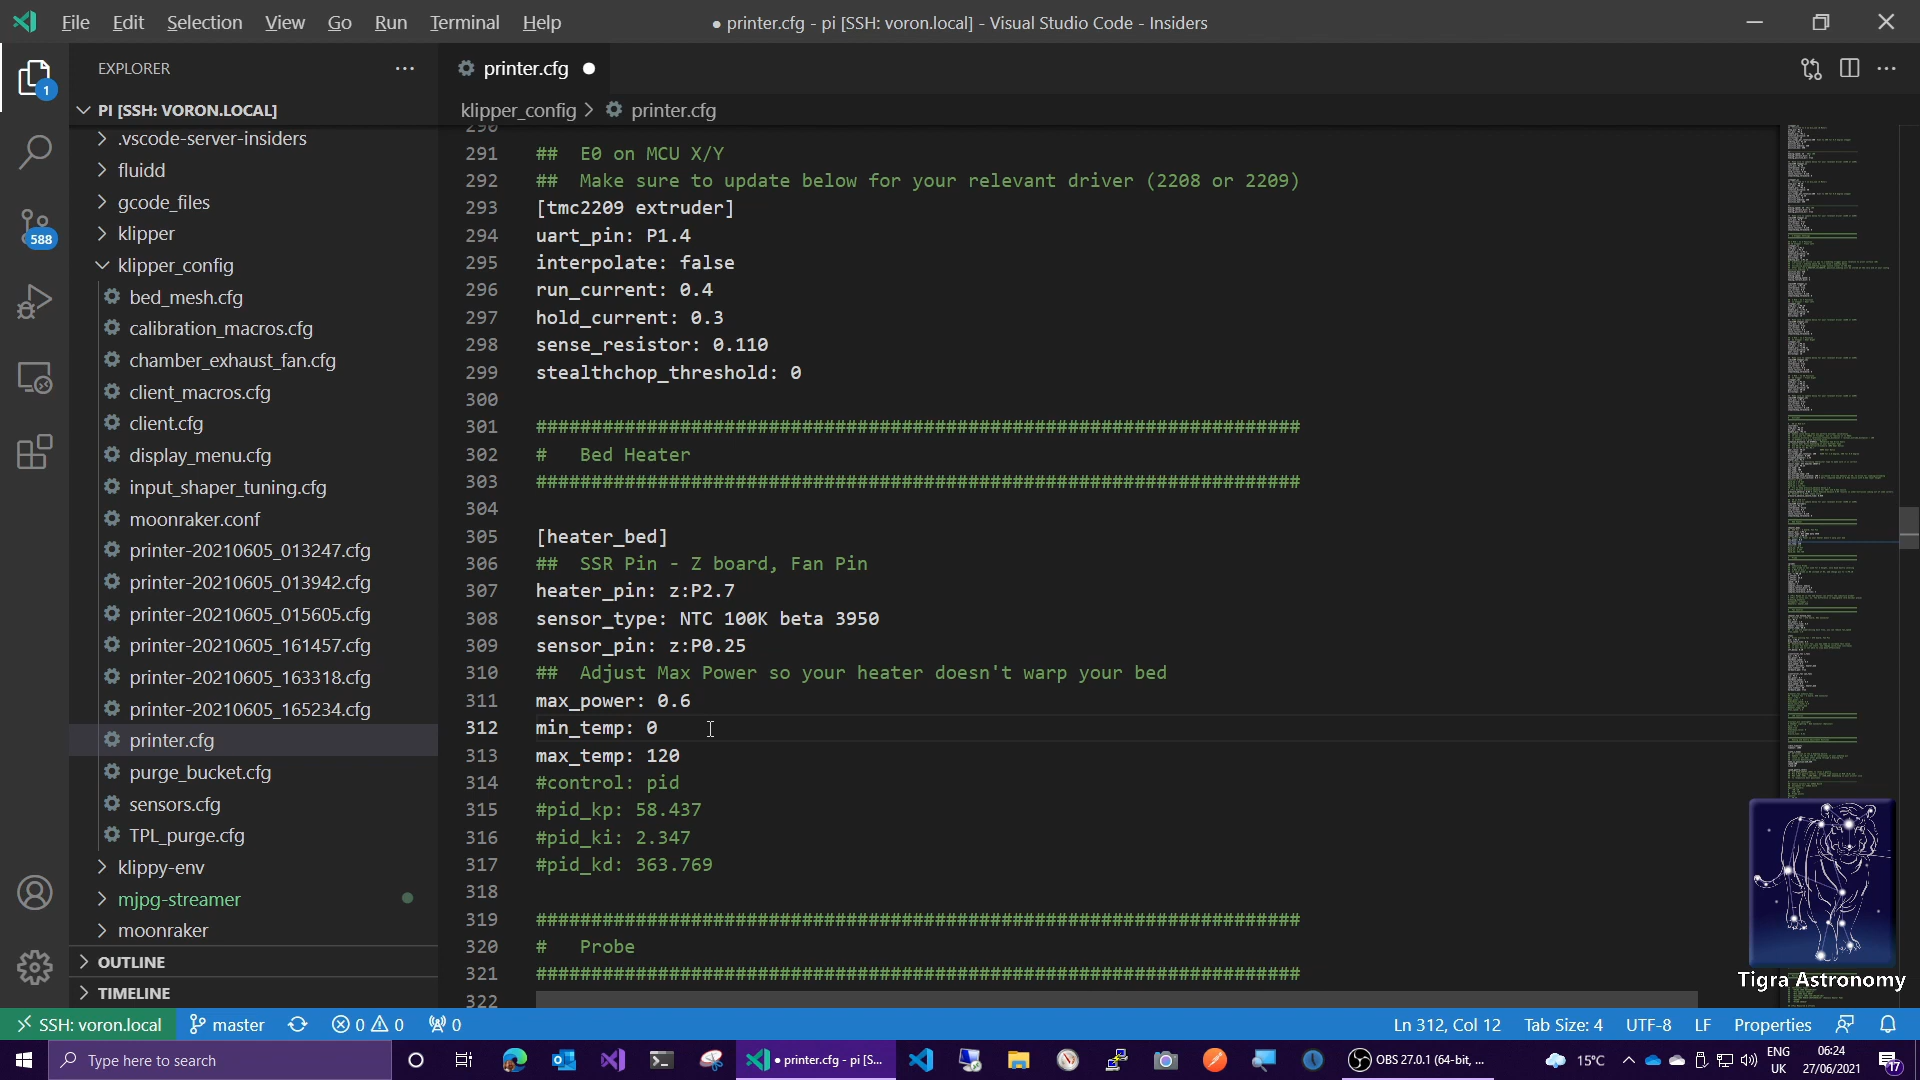 File Edit Selection View Go Run Terminal Help
● printer.cfg - pi [SSH: voron.local] - Visual Studio Code - Insiders
EXPLORER
printer.cfg
1
PI [SSH: VORON.LOCAL]
klipper_config > printer.cfg
.vscode-server-insiders
fluidd
gcode_files
588
klipper
klipper_config
bed_mesh.cfg
calibration_macros.cfg
chamber_exhaust_fan.cfg
client_macros.cfg
client.cfg
display_menu.cfg
input_shaper_tuning.cfg
moonraker.conf
printer-20210605_013247.cfg
printer-20210605_013942.cfg
printer-20210605_015605.cfg
printer-20210605_161457.cfg
printer-20210605_163318.cfg
printer-20210605_165234.cfg
printer.cfg
purge_bucket.cfg
sensors.cfg
TPL_purge.cfg
klippy-env
mjpg-streamer
moonraker
OUTLINE
TIMELINE
290
291 ## E0 on MCU X/Y
292 ## Make sure to update below for your relevant driver (2208 or 2209)
293 [tmc2209 extruder]
294 uart_pin: P1.4
295 interpolate: false
296 run_current: 0.4
297 hold_current: 0.3
298 sense_resistor: 0.110
299 stealthchop_threshold: 0
300
301 #####################################################################
302 # Bed Heater
303 #####################################################################
304
305 [heater_bed]
306 ## SSR Pin - Z board, Fan Pin
307 heater_pin: z:P2.7
308 sensor_type: NTC 100K beta 3950
309 sensor_pin: z:P0.25
310 ## Adjust Max Power so your heater doesn't warp your bed
311 max_power: 0.6
312 min_temp: 0
313 max_temp: 120
314 #control: pid
315 #pid_kp: 58.437
316 #pid_ki: 2.347
317 #pid_kd: 363.769
318
319 #####################################################################
320 # Probe
321 #####################################################################
322
Tigra Astronomy
SSH: voron.local master 0 0 0 Ln 312, Col 12 Tab Size: 4 UTF-8 LF Properties
Type here to search
● printer.cfg - pi [S...
OBS 27.0.1 (64-bit, ...
15°C
ENG
UK
06:24
27/06/2021
17